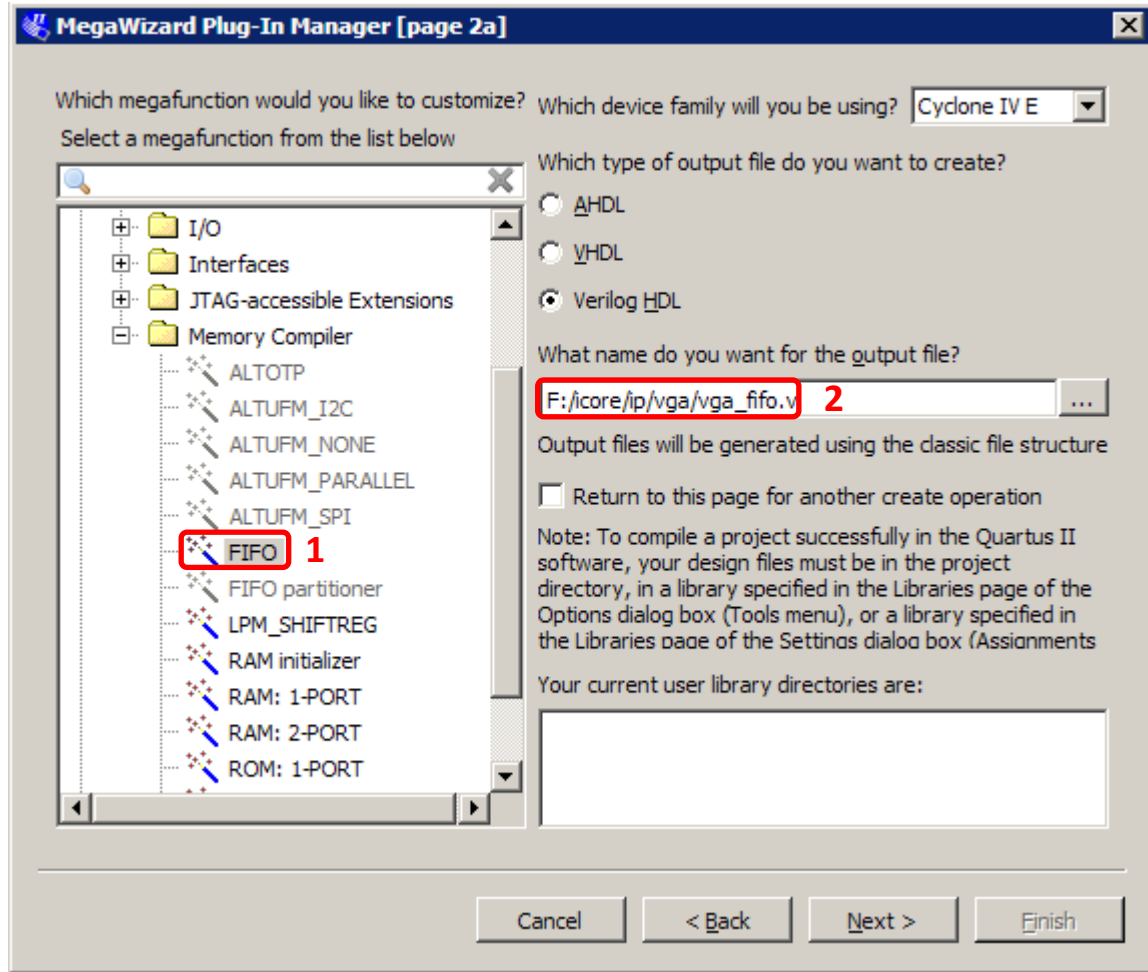 MegaWizard Plug-In Manager [page 2a]
Which megafunction would you like to customize?
Select a megafunction from the list below
I/O
Interfaces
JTAG-accessible Extensions
Memory Compiler
ALTOTP
ALTUFM_I2C
ALTUFM_NONE
ALTUFM_PARALLEL
ALTUFM_SPI
FIFO 1
FIFO partitioner
LPM_SHIFTREG
RAM initializer
RAM: 1-PORT
RAM: 2-PORT
ROM: 1-PORT
Which device family will you be using? Cyclone IV E
Which type of output file do you want to create?
AHDL
VHDL
Verilog HDL
What name do you want for the output file?
F:/icore/ip/vga/vga_fifo.v 2 ...
Output files will be generated using the classic file structure
Return to this page for another create operation
Note: To compile a project successfully in the Quartus II
software, your design files must be in the project
directory, in a library specified in the Libraries page of the
Options dialog box (Tools menu), or a library specified in
the Libraries page of the Settings dialog box (Assignments
Your current user library directories are:
Cancel < Back Next > Finish